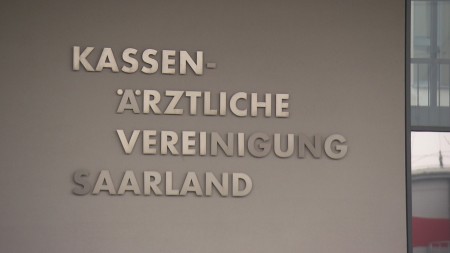 KASSEN-
ÄRZTLICHE
VEREINIGUNG
SAARLAND